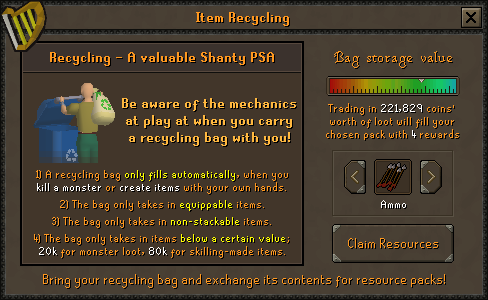 Item Recycling
Recycling - A valuable Shanty PSA
Be aware of the mechanics
at play at when you carry
a recycling bag with you!
1) A recycling bag only fills automatically, when you
kill a monster or create items with your own hands.
2) The bag only takes in equippable items.
3) The bag only takes in non-stackable items.
4) The bag only takes in items below a certain value;
20k for monster loot, 80k for skilling-made items.
Bag storage value
Trading in 221,829 coins'
worth of loot will fill your
chosen pack with 4 rewards
Ammo
Claim Resources
Bring your recycling bag and exchange its contents for resource packs!